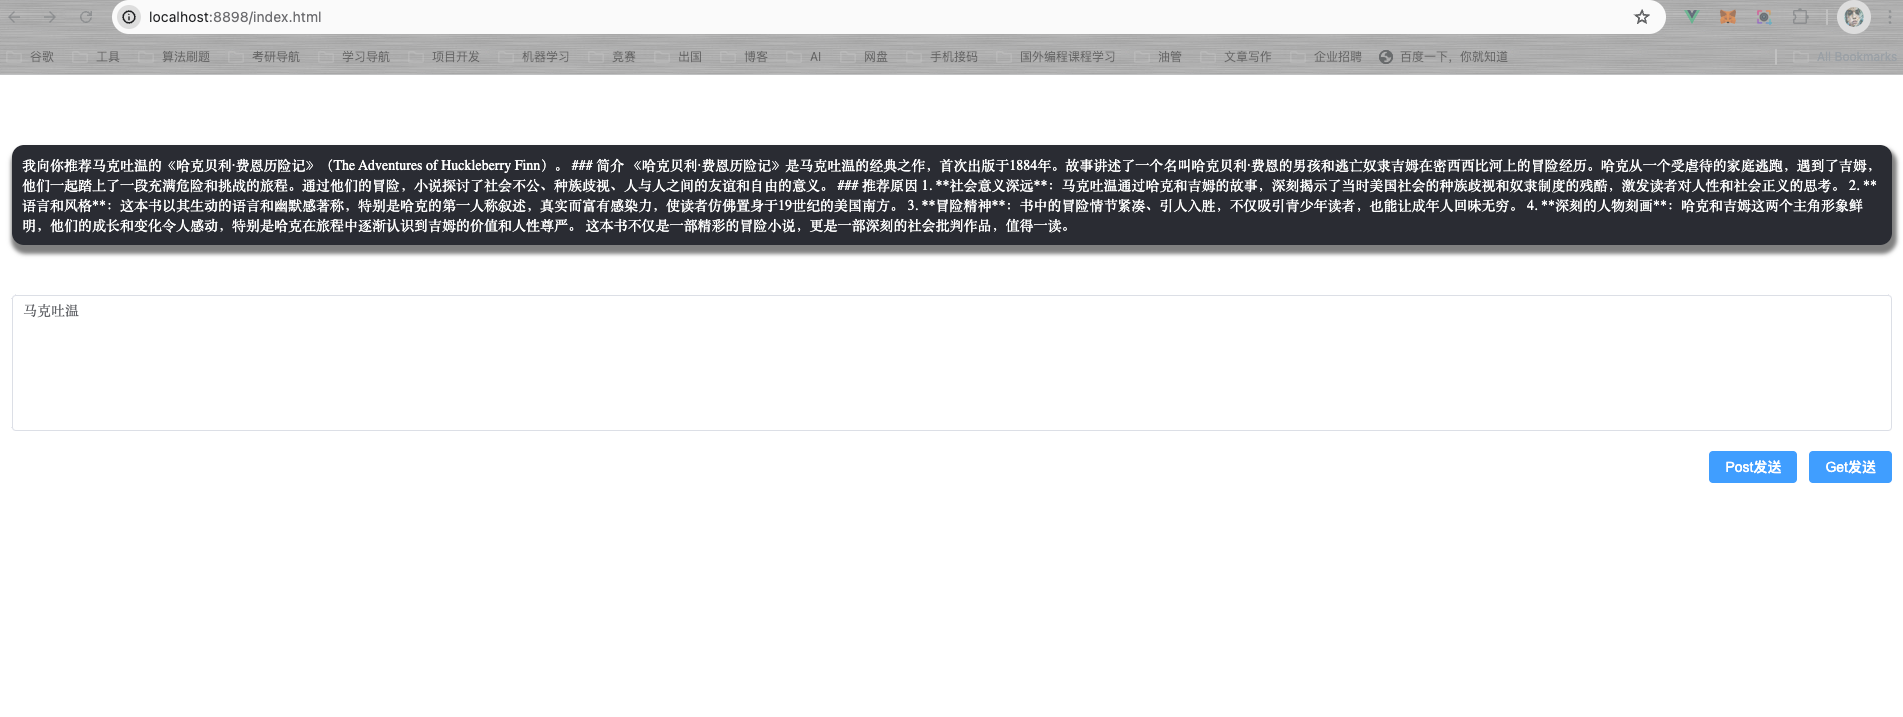 localhost:8898/index.html
谷歌 工具 算法刷题 考研导航 学习导航 项目开发 机器学习 竞赛 出国 博客 AI 网盘 手机接码 国外编程课程学习 油管 文章写作 企业招聘 百度一下，你就知道 All Bookmarks
我向你推荐马克吐温的《哈克贝利·费恩历险记》（The Adventures of Huckleberry Finn）。 ### 简介 《哈克贝利·费恩历险记》是马克吐温的经典之作，首次出版于1884年。故事讲述了一个名叫哈克贝利·费恩的男孩和逃亡奴隶吉姆在密西西比河上的冒险经历。哈克从一个受虐待的家庭逃跑，遇到了吉姆，
他们一起踏上了一段充满危险和挑战的旅程。通过他们的冒险，小说探讨了社会不公、种族歧视、人与人之间的友谊和自由的意义。 ### 推荐原因 1. **社会意义深远**：马克吐温通过哈克和吉姆的故事，深刻揭示了当时美国社会的种族歧视和奴隶制度的残酷，激发读者对人性和社会正义的思考。 2. **
语言和风格**：这本书以其生动的语言和幽默感著称，特别是哈克的第一人称叙述，真实而富有感染力，使读者仿佛置身于19世纪的美国南方。 3. **冒险精神**：书中的冒险情节紧凑、引人入胜，不仅吸引青少年读者，也能让成年人回味无穷。 4. **深刻的人物刻画**：哈克和吉姆这两个主角形象鲜
明，他们的成长和变化令人感动，特别是哈克在旅程中逐渐认识到吉姆的价值和人性尊严。 这本书不仅是一部精彩的冒险小说，更是一部深刻的社会批判作品，值得一读。
马克吐温
Post发送 Get发送